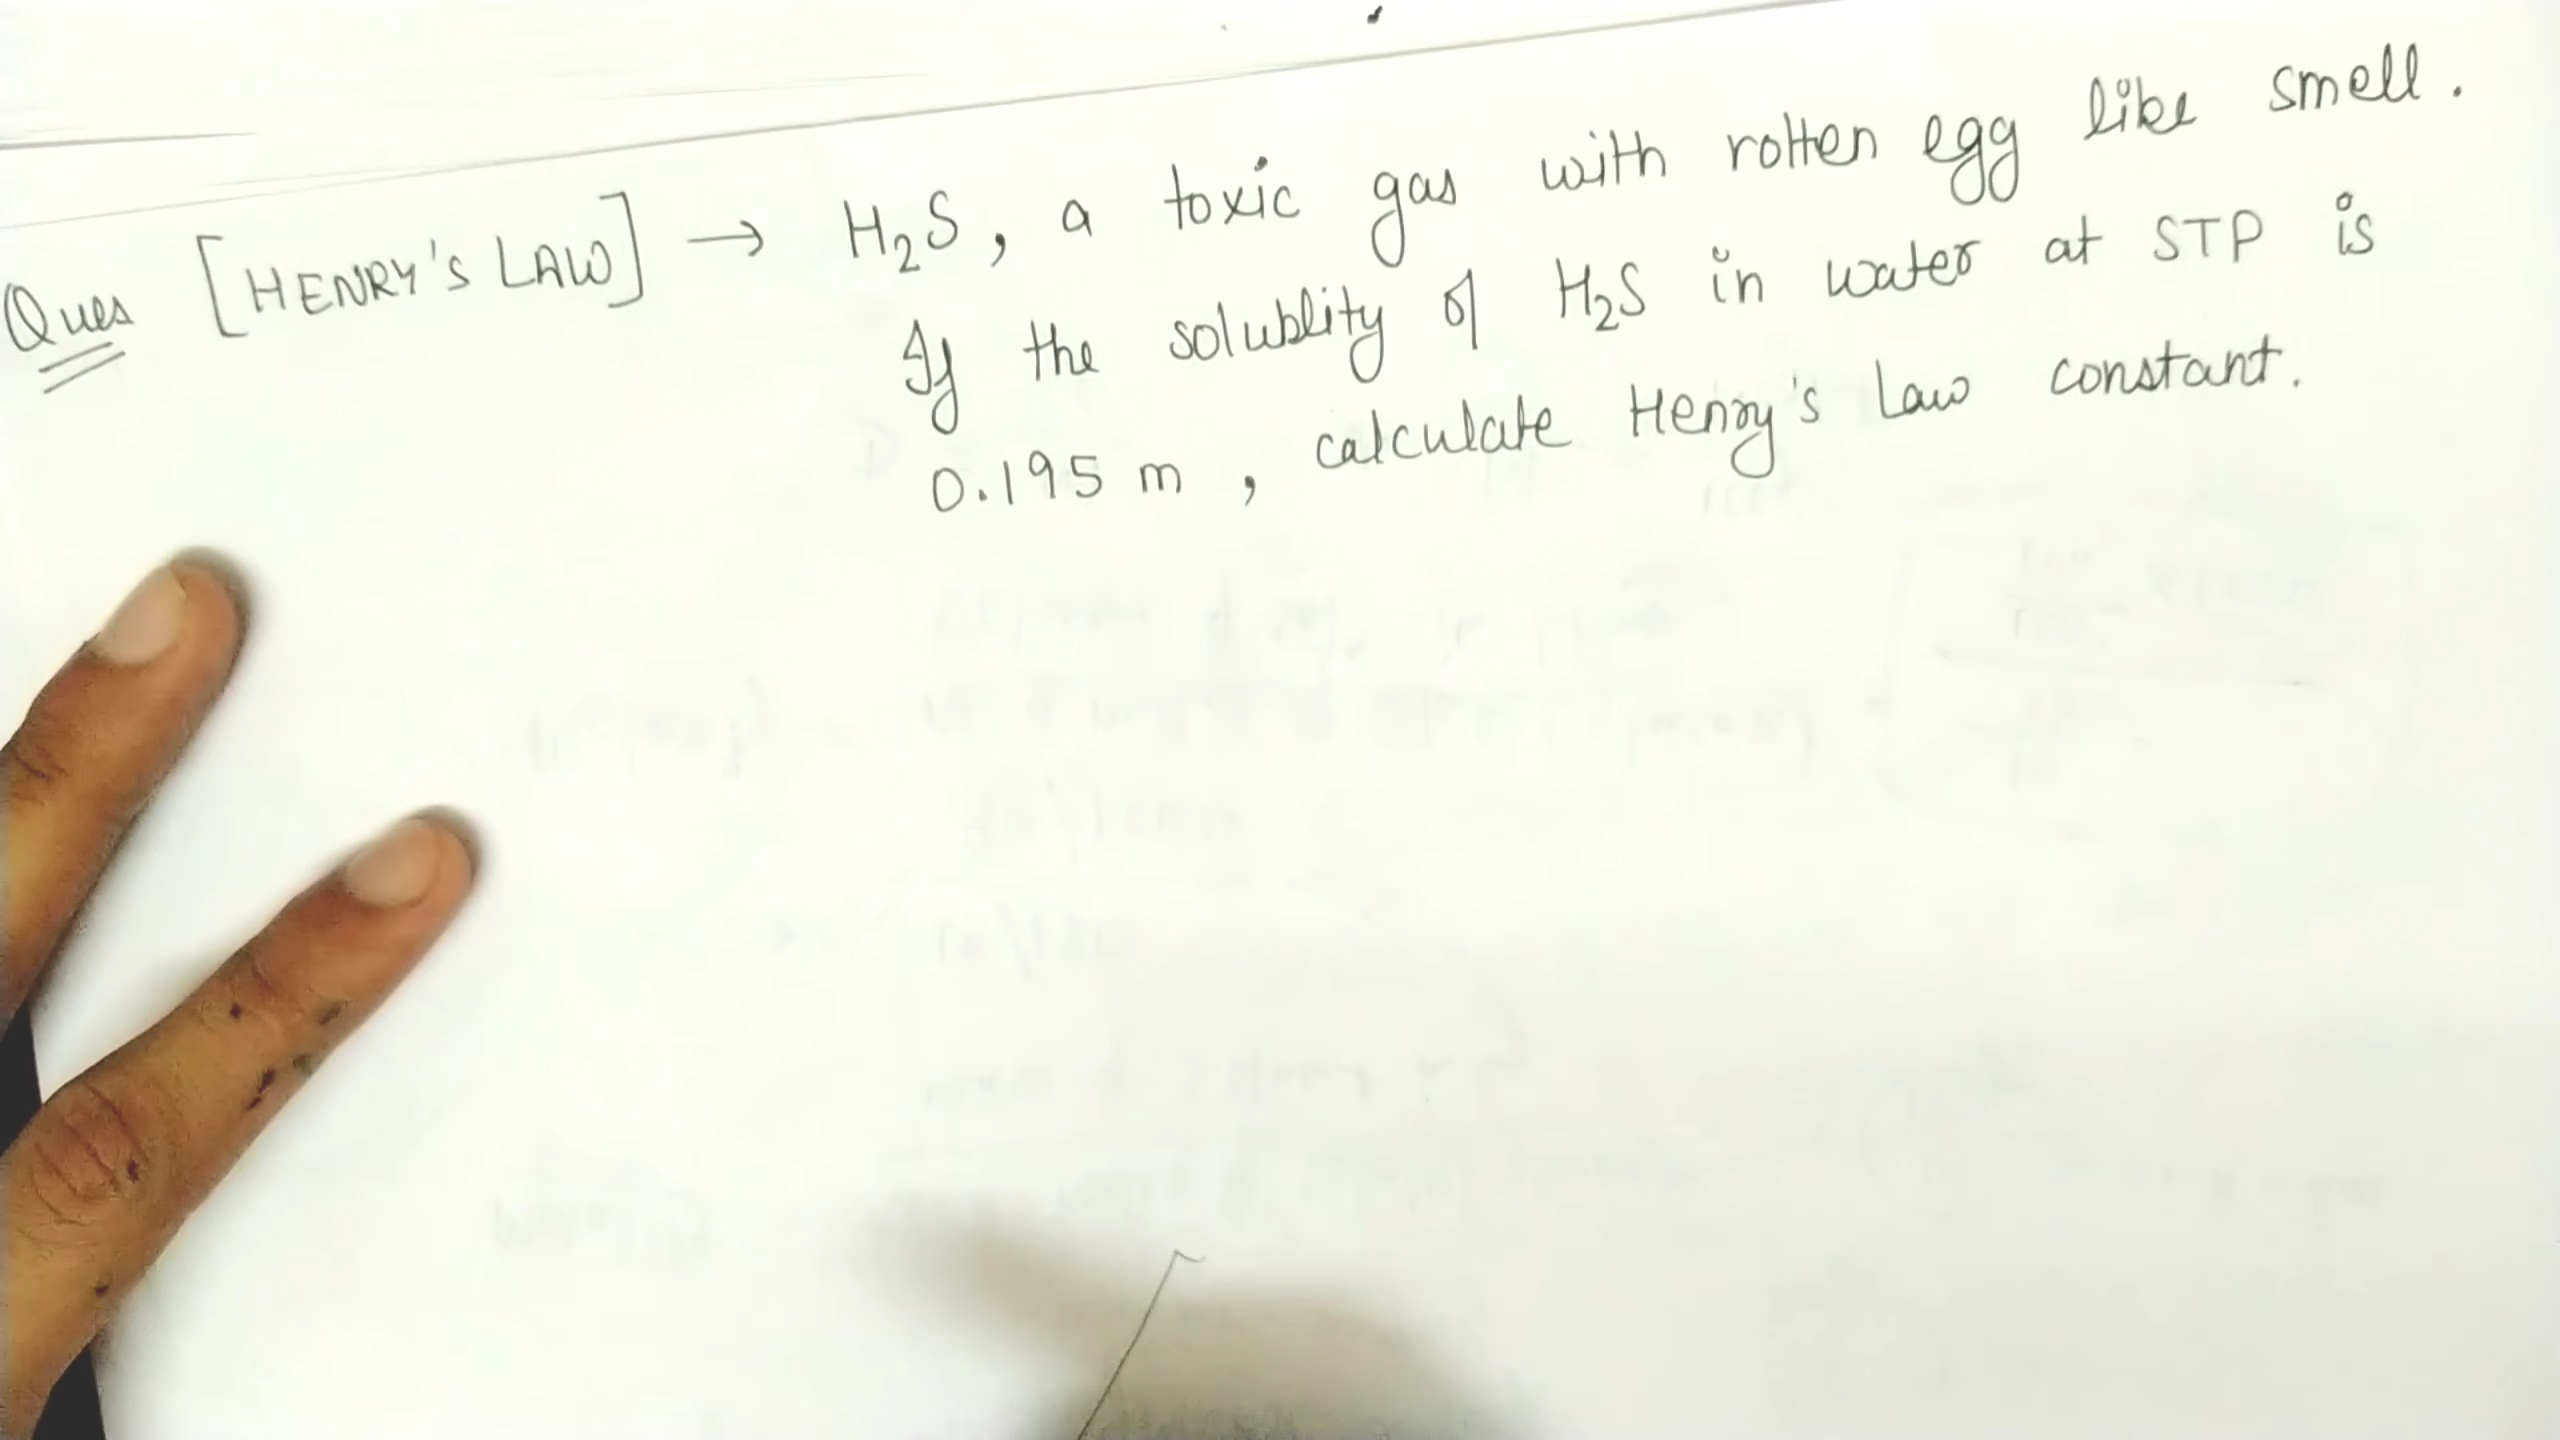 Ques [HENRY'S LAW] → H₂S, a toxic gas with rotten egg like smell.
If the solublity of H₂S in water at STP is
0.195 m, calculate Henry's Law constant.